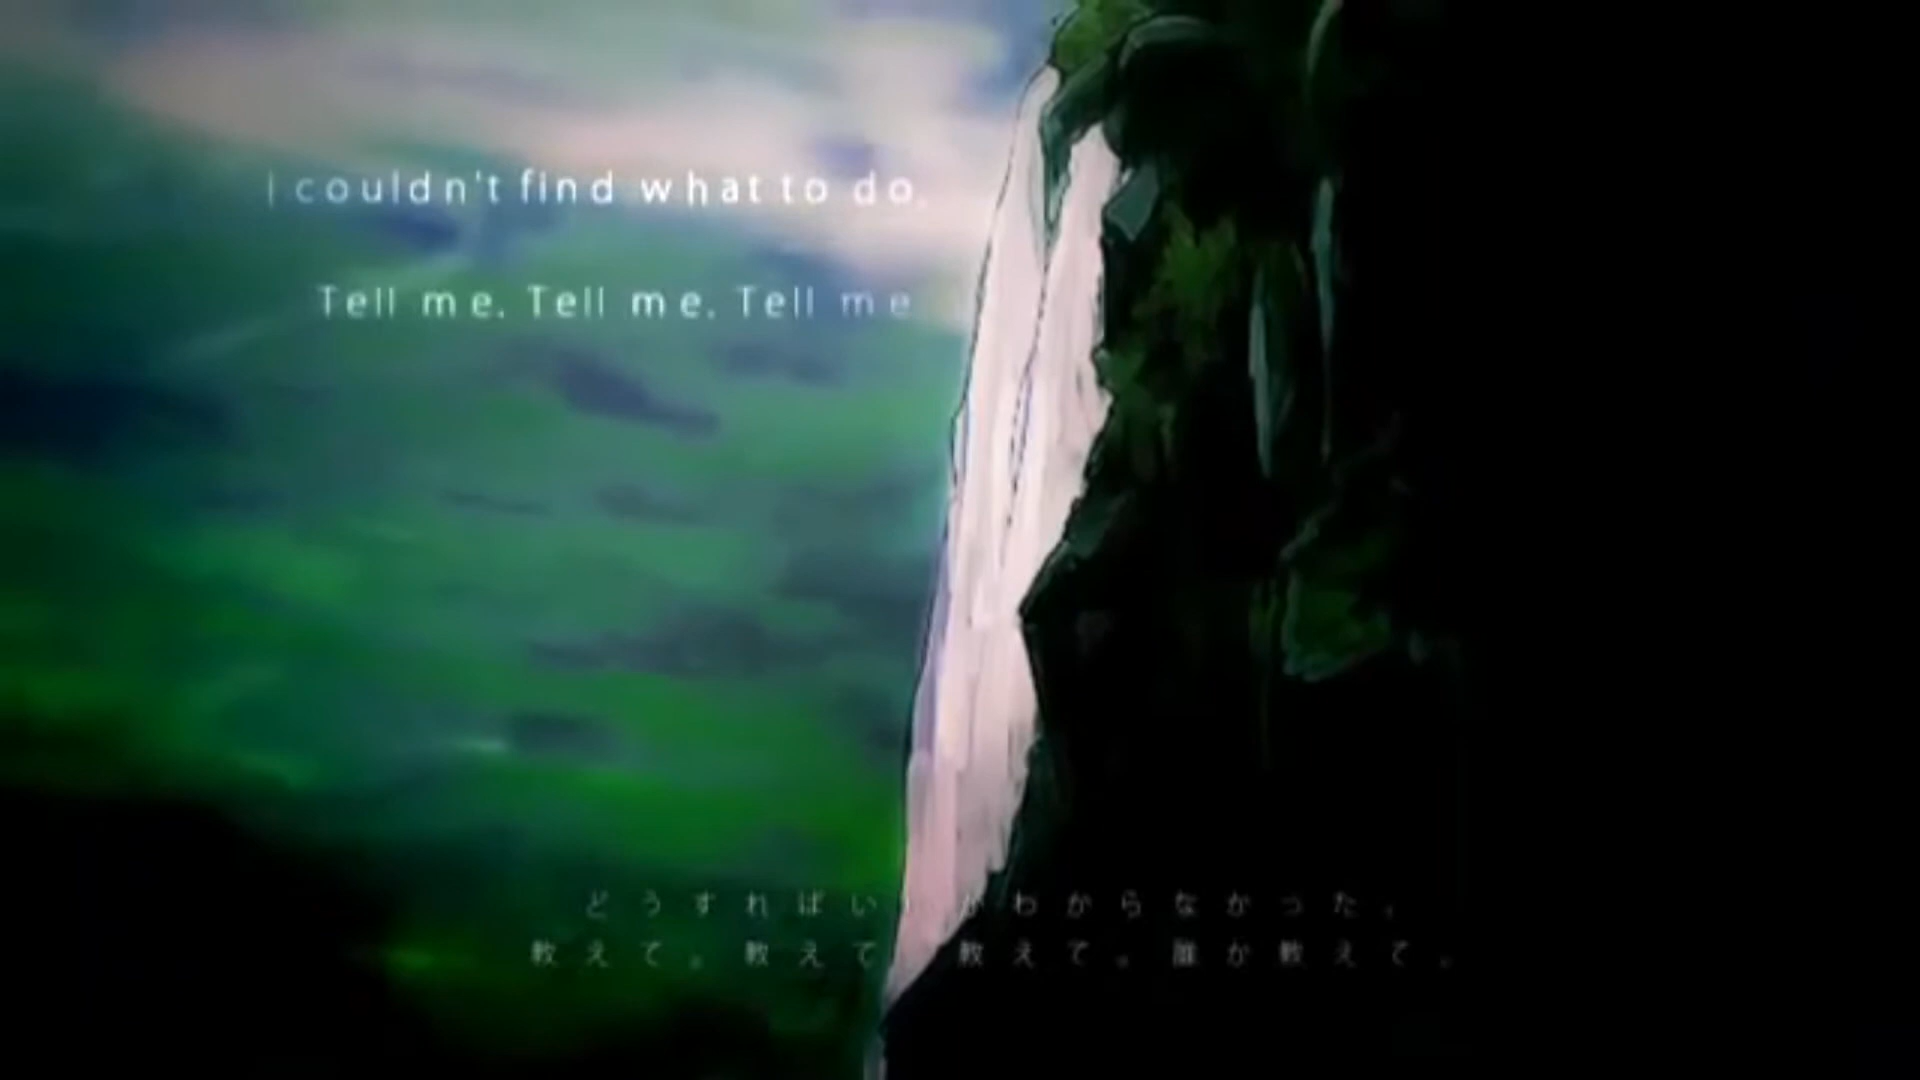 I couldn't find what to do.
Tell me. Tell me. Tell me
どうすればいいかわからなかった。
教えて。教えて。教えて。誰か教えて。